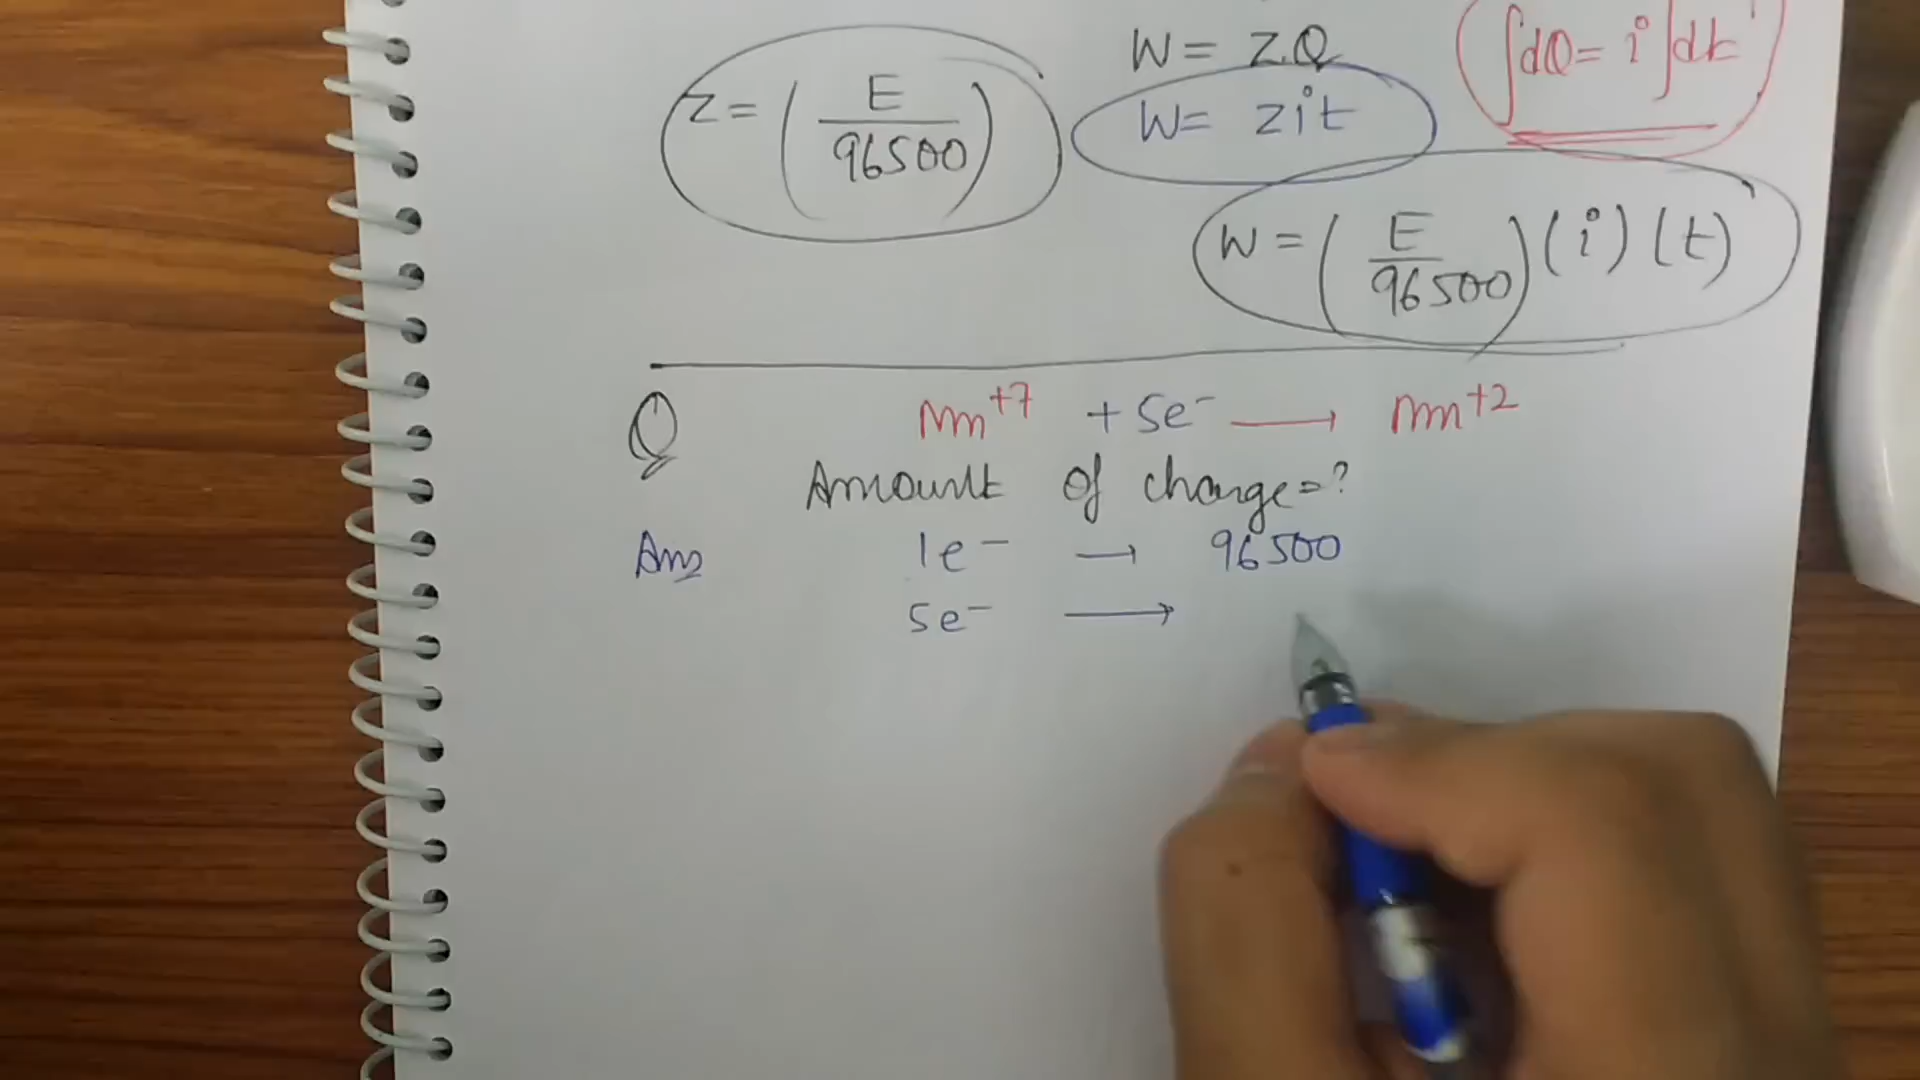 W = Z.Q
∫dQ = i∫dt
Z = (E/96500)
W = Zit
W = (E/96500)(i)(t)
Q Mn⁺⁷ + 5e⁻ ⟶ Mn⁺²
Amount of charge = ?
Ans 1e⁻ → 96500
5e⁻ ⟶